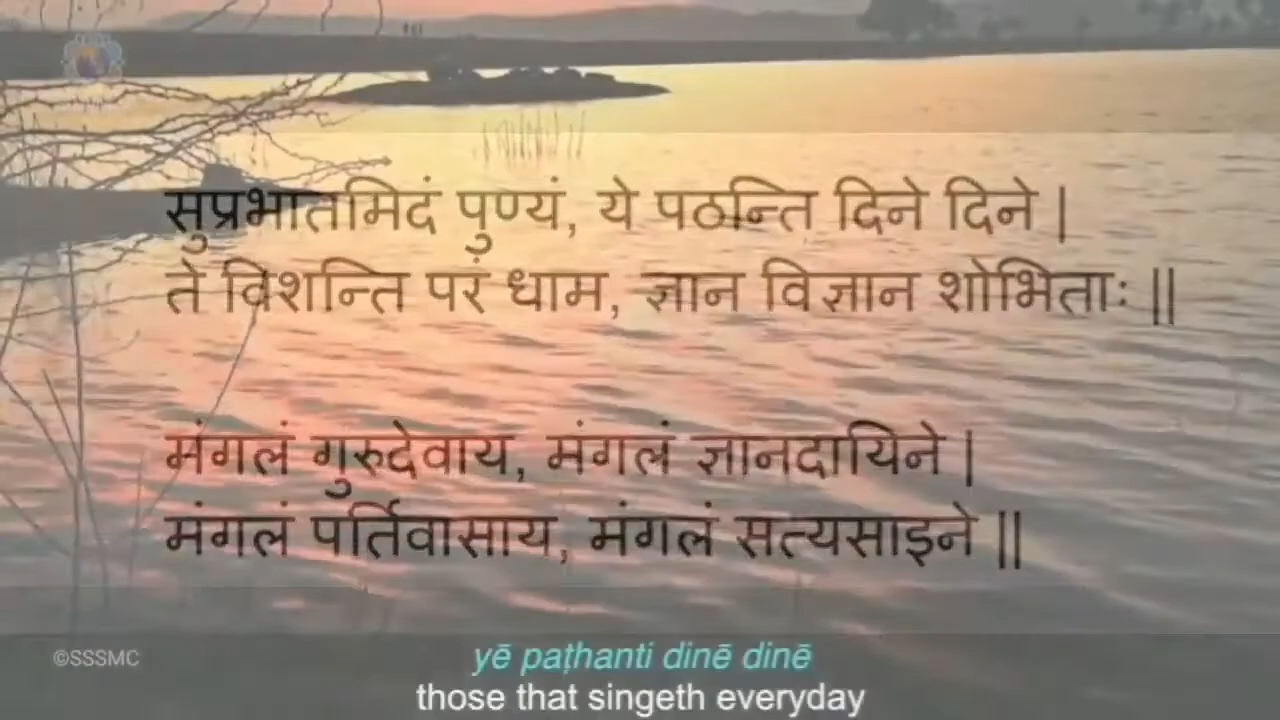 सुप्रभातमिदं पुण्यं, ये पठन्ति दिने दिने |
ते विशन्ति परं धाम, ज्ञान विज्ञान शोभिताः ||
मंगलं गुरुदेवाय, मंगलं ज्ञानदायिने |
मंगलं पर्तिवासाय, मंगलं सत्यसाइने ||
©SSSMC
yē paṭhanti dinē dinē
those that singeth everyday